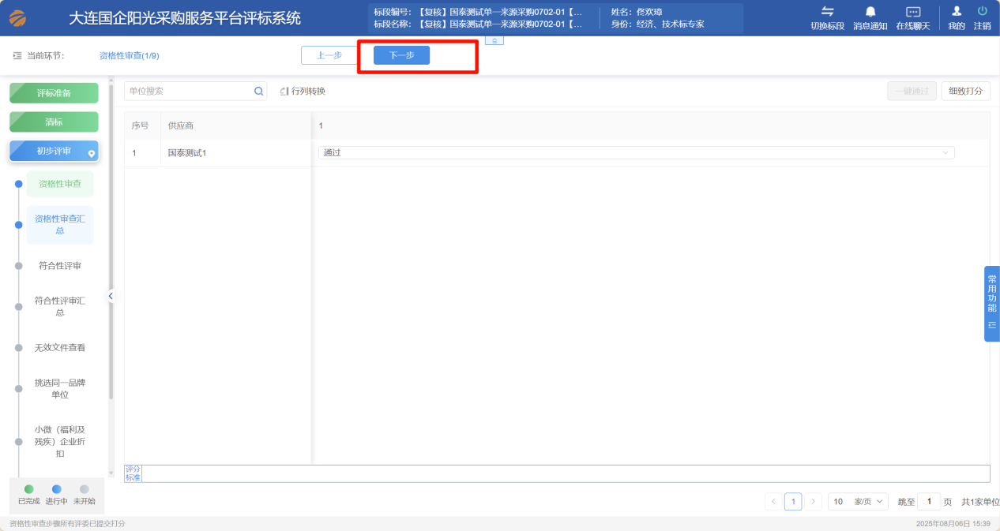 大连国企阳光采购服务平台评标系统
标段编号：【复核】国泰测试单一来源采购0702-01【...
标段名称：【复核】国泰测试单一来源采购0702-01【...
姓名：佟欢璋
身份：经济、技术标专家
切换标段
消息通知
在线聊天
我的
注销
当前环节：
资格性审查(1/9)
上一步
下一步
评标准备
清标
初步评审
资格性审查
资格性审查汇
总
符合性评审
符合性评审汇
总
无效文件查看
挑选同一品牌
单位
小微（福利及
残疾）企业折
扣
已完成 进行中 未开始
单位搜索
行列转换
一键通过
细致打分
序号 供应商 1
1 国泰测试1 通过
常
用
功
能
评分
标准
1
10 家/页
跳至 1 页 共1家单位
资格性审查步骤所有评委已提交打分
2025年08月06日 15:39